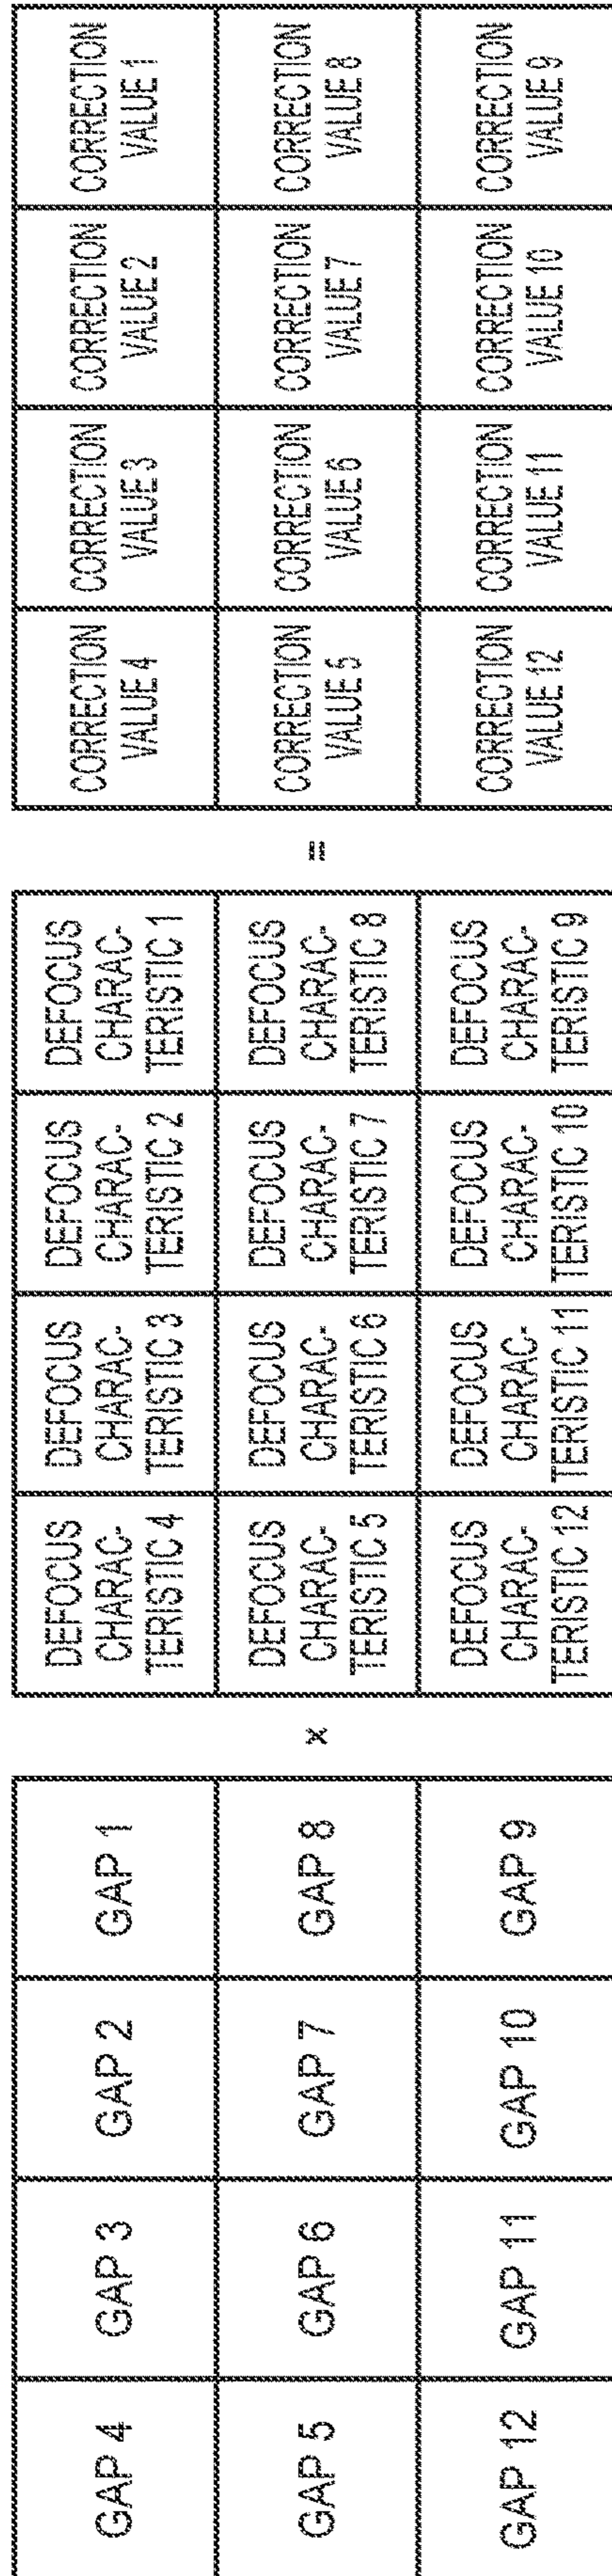 GAP 4
GAP 3
GAP 2
GAP 1
GAP 5
GAP 6
GAP 7
GAP 8
GAP 12
GAP 11
GAP 10
GAP 9
×
DEFOCUS
CHARAC-
TERISTIC 4
DEFOCUS
CHARAC-
TERISTIC 3
DEFOCUS
CHARAC-
TERISTIC 2
DEFOCUS
CHARAC-
TERISTIC 1
DEFOCUS
CHARAC-
TERISTIC 5
DEFOCUS
CHARAC-
TERISTIC 6
DEFOCUS
CHARAC-
TERISTIC 7
DEFOCUS
CHARAC-
TERISTIC 8
DEFOCUS
CHARAC-
TERISTIC 12
DEFOCUS
CHARAC-
TERISTIC 11
DEFOCUS
CHARAC-
TERISTIC 10
DEFOCUS
CHARAC-
TERISTIC 9
=
CORRECTION
VALUE 4
CORRECTION
VALUE 3
CORRECTION
VALUE 2
CORRECTION
VALUE 1
CORRECTION
VALUE 5
CORRECTION
VALUE 6
CORRECTION
VALUE 7
CORRECTION
VALUE 8
CORRECTION
VALUE 12
CORRECTION
VALUE 11
CORRECTION
VALUE 10
CORRECTION
VALUE 9